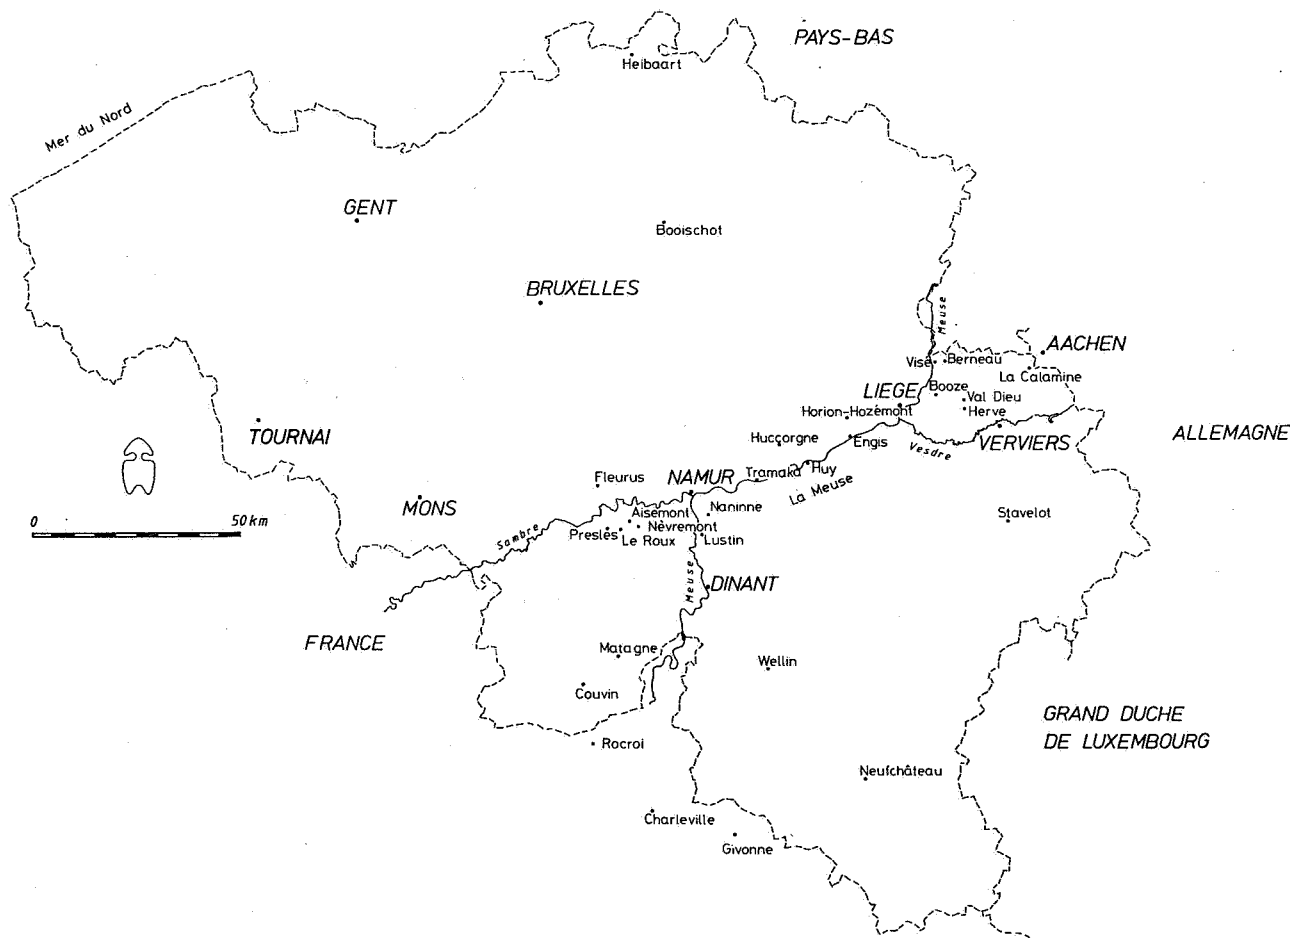 PAYS-BAS
Heibaart
Mer du Nord
GENT
Booischot
BRUXELLES
Meuse
AACHEN
Visé
Berneau
La Calamine
Booze
LIEGE
Val Dieu
Horion-Hozémont
Herve
ALLEMAGNE
TOURNAI
Huccorgne
Engis
Vesdre
VERVIERS
Fleurus
NAMUR
Tramaka
Huy
La Meuse
MONS
Naninne
Aisemont
Stavelot
0
50 km
Sambre
Nèvremont
Presles
Le Roux
Lustin
Meuse
DINANT
FRANCE
Matagne
Wellin
Couvin
GRAND DUCHE
DE LUXEMBOURG
Rocroi
Neufchâteau
Charleville
Givonne